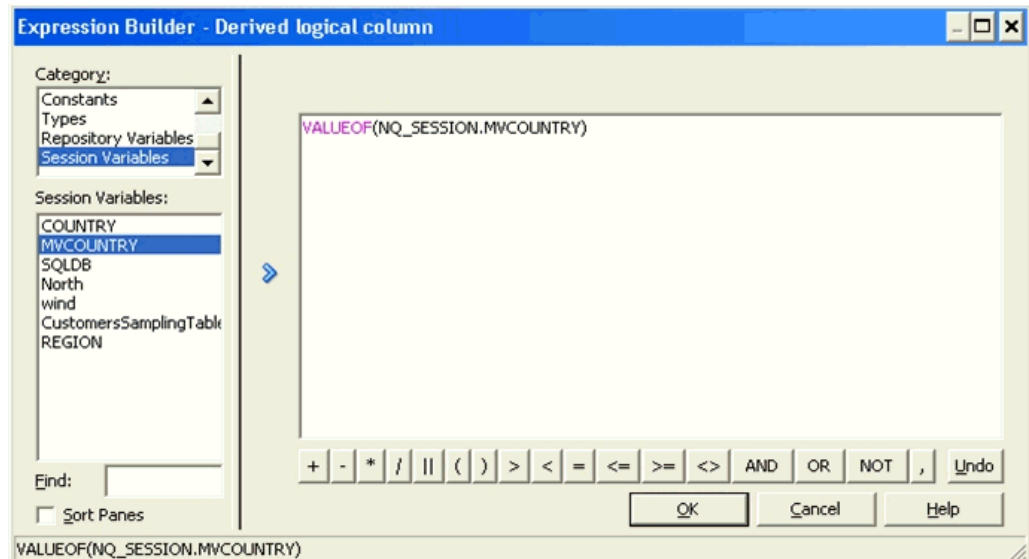 Expression Builder - Derived logical column
Category:
Constants
Types
Repository Variables
Session Variables
Session Variables:
COUNTRY
MVCOUNTRY
SQLDB
North
wind
CustomersSamplingTable
REGION
Find:
Sort Panes
VALUEOF(NQ_SESSION.MVCOUNTRY)
+ - * / || ( ) > < = <= >= <> AND OR NOT , Undo
OK Cancel Help
VALUEOF(NQ_SESSION.MVCOUNTRY)